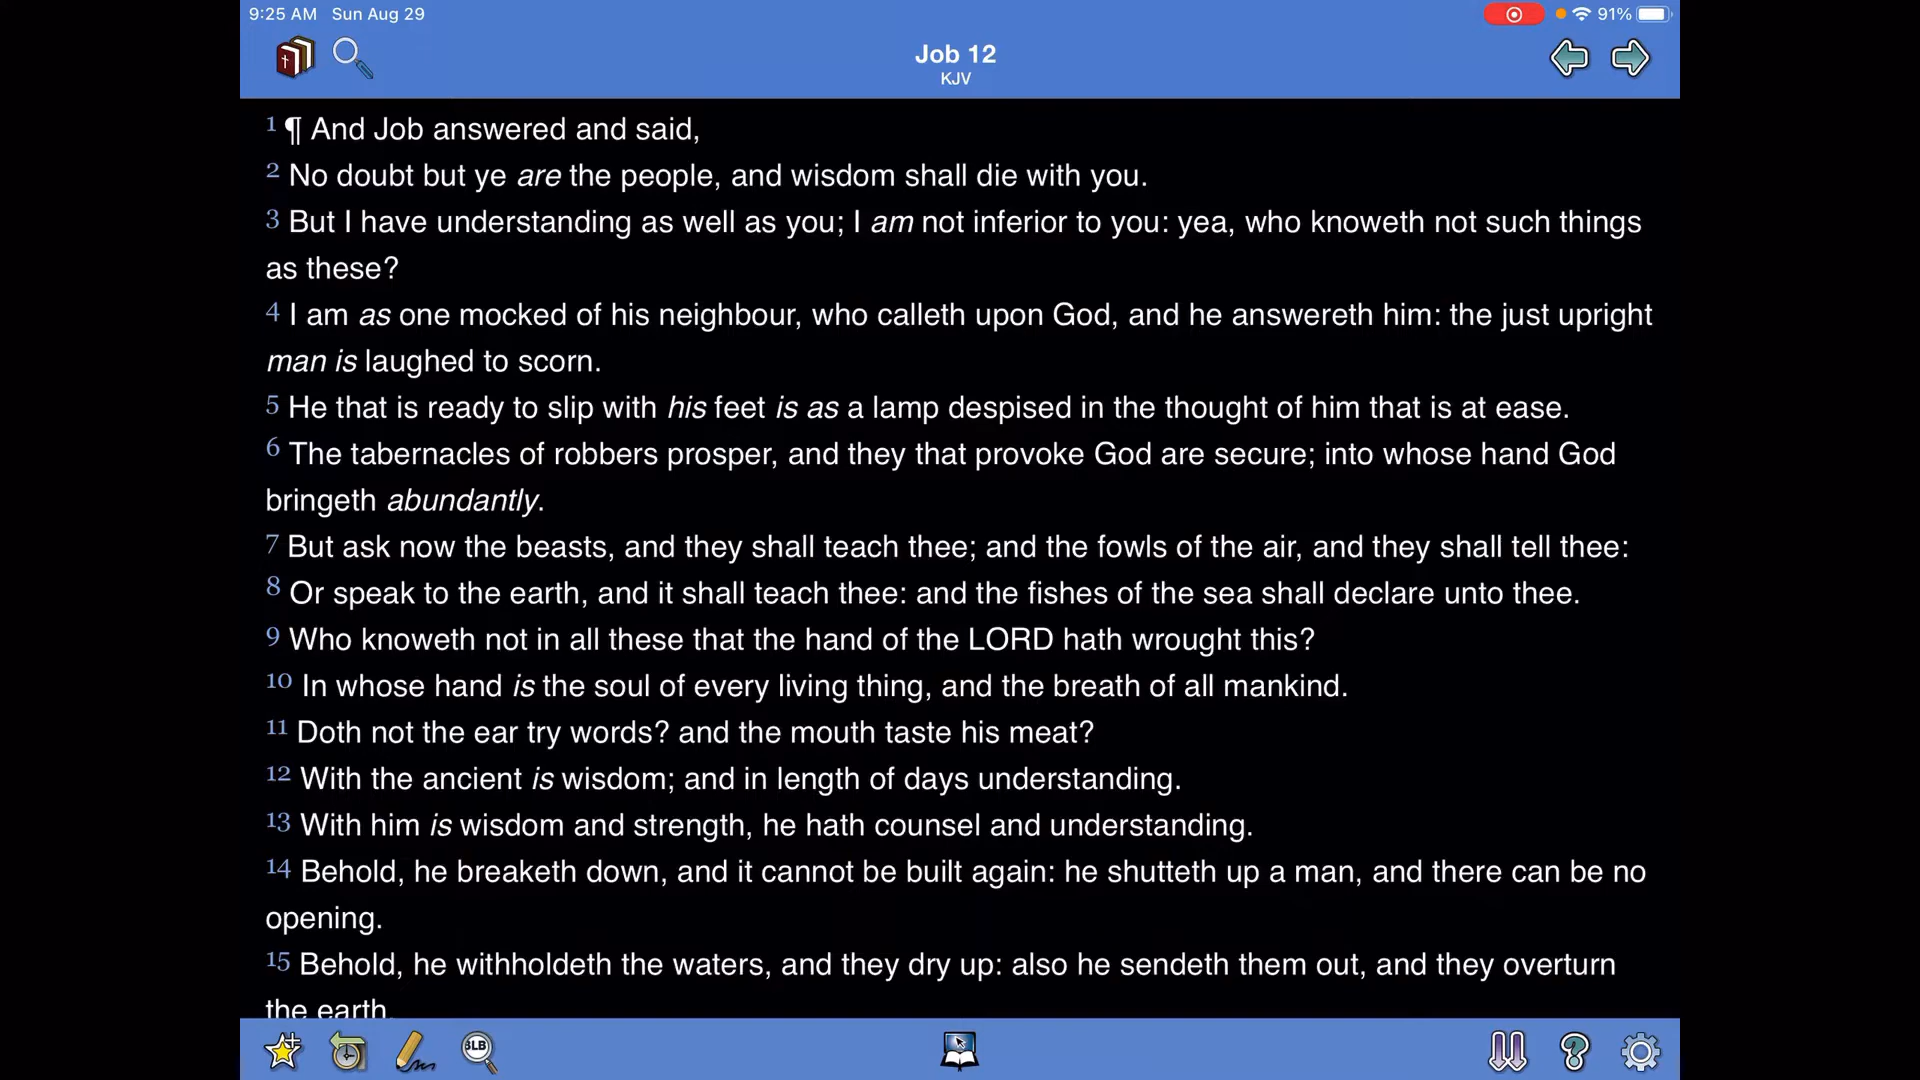 9:25 AM Sun Aug 29
91%
Job 12
KJV
1 ¶ And Job answered and said,
2 No doubt but ye are the people, and wisdom shall die with you.
3 But I have understanding as well as you; I am not inferior to you: yea, who knoweth not such things
as these?
4 I am as one mocked of his neighbour, who calleth upon God, and he answereth him: the just upright
man is laughed to scorn.
5 He that is ready to slip with his feet is as a lamp despised in the thought of him that is at ease.
6 The tabernacles of robbers prosper, and they that provoke God are secure; into whose hand God
bringeth abundantly.
7 But ask now the beasts, and they shall teach thee; and the fowls of the air, and they shall tell thee:
8 Or speak to the earth, and it shall teach thee: and the fishes of the sea shall declare unto thee.
9 Who knoweth not in all these that the hand of the LORD hath wrought this?
10 In whose hand is the soul of every living thing, and the breath of all mankind.
11 Doth not the ear try words? and the mouth taste his meat?
12 With the ancient is wisdom; and in length of days understanding.
13 With him is wisdom and strength, he hath counsel and understanding.
14 Behold, he breaketh down, and it cannot be built again: he shutteth up a man, and there can be no
opening.
15 Behold, he withholdeth the waters, and they dry up: also he sendeth them out, and they overturn
the earth.
BLB